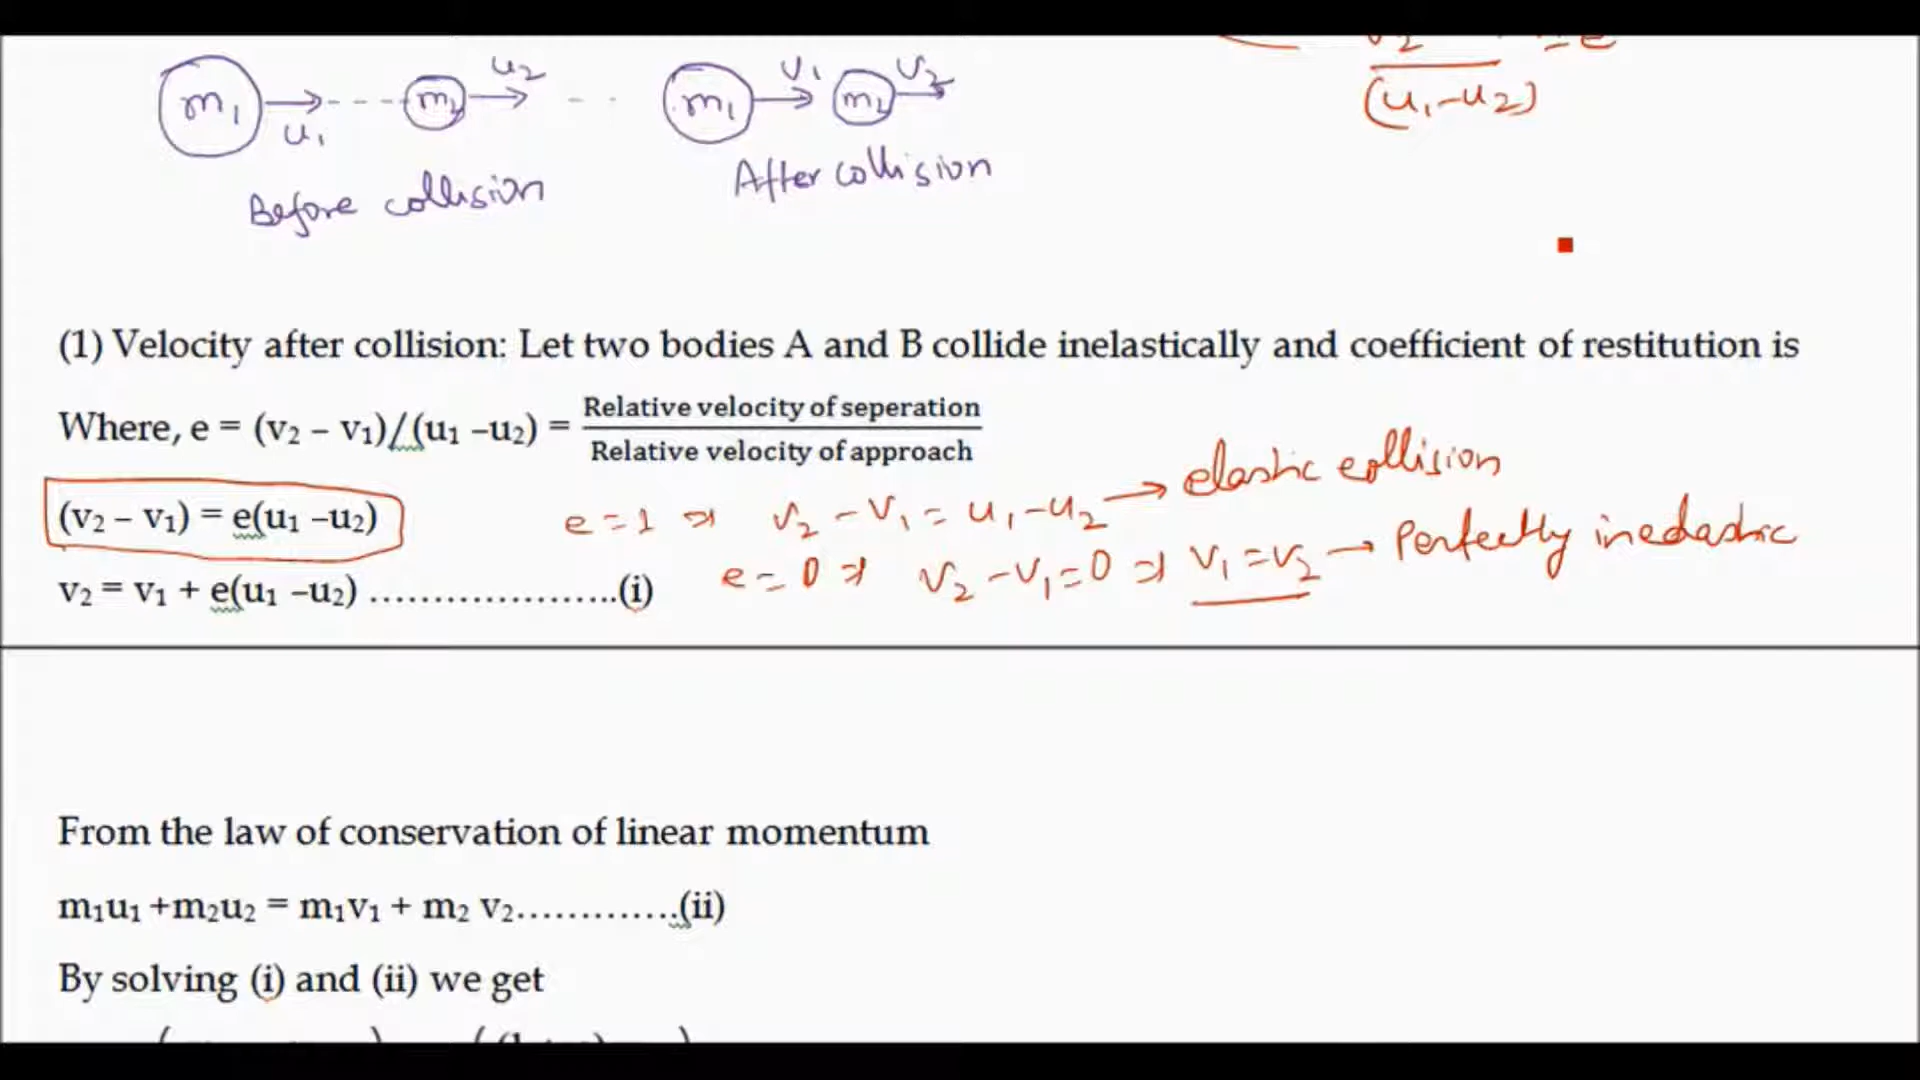 m₁ u₁ m₂ u₂ m₁ v₁ m₂ v₂
Before collision After collision
(u₁-u₂)
(1) Velocity after collision: Let two bodies A and B collide inelastically and coefficient of restitution is
Where, e = (v₂ – v₁)/(u₁ –u₂) = Relative velocity of seperation
Relative velocity of approach
(v₂ – v₁) = e(u₁ –u₂) e=1 ⇒ v₂-v₁=u₁-u₂ → elastic collision
v₂ = v₁ + e(u₁ –u₂) …………………..(i) e=0 ⇒ v₂-v₁=0 ⇒ v₁=v₂ → Perfectly inelastic
From the law of conservation of linear momentum
m₁u₁ +m₂u₂ = m₁v₁ + m₂ v₂………….(ii)
By solving (i) and (ii) we get